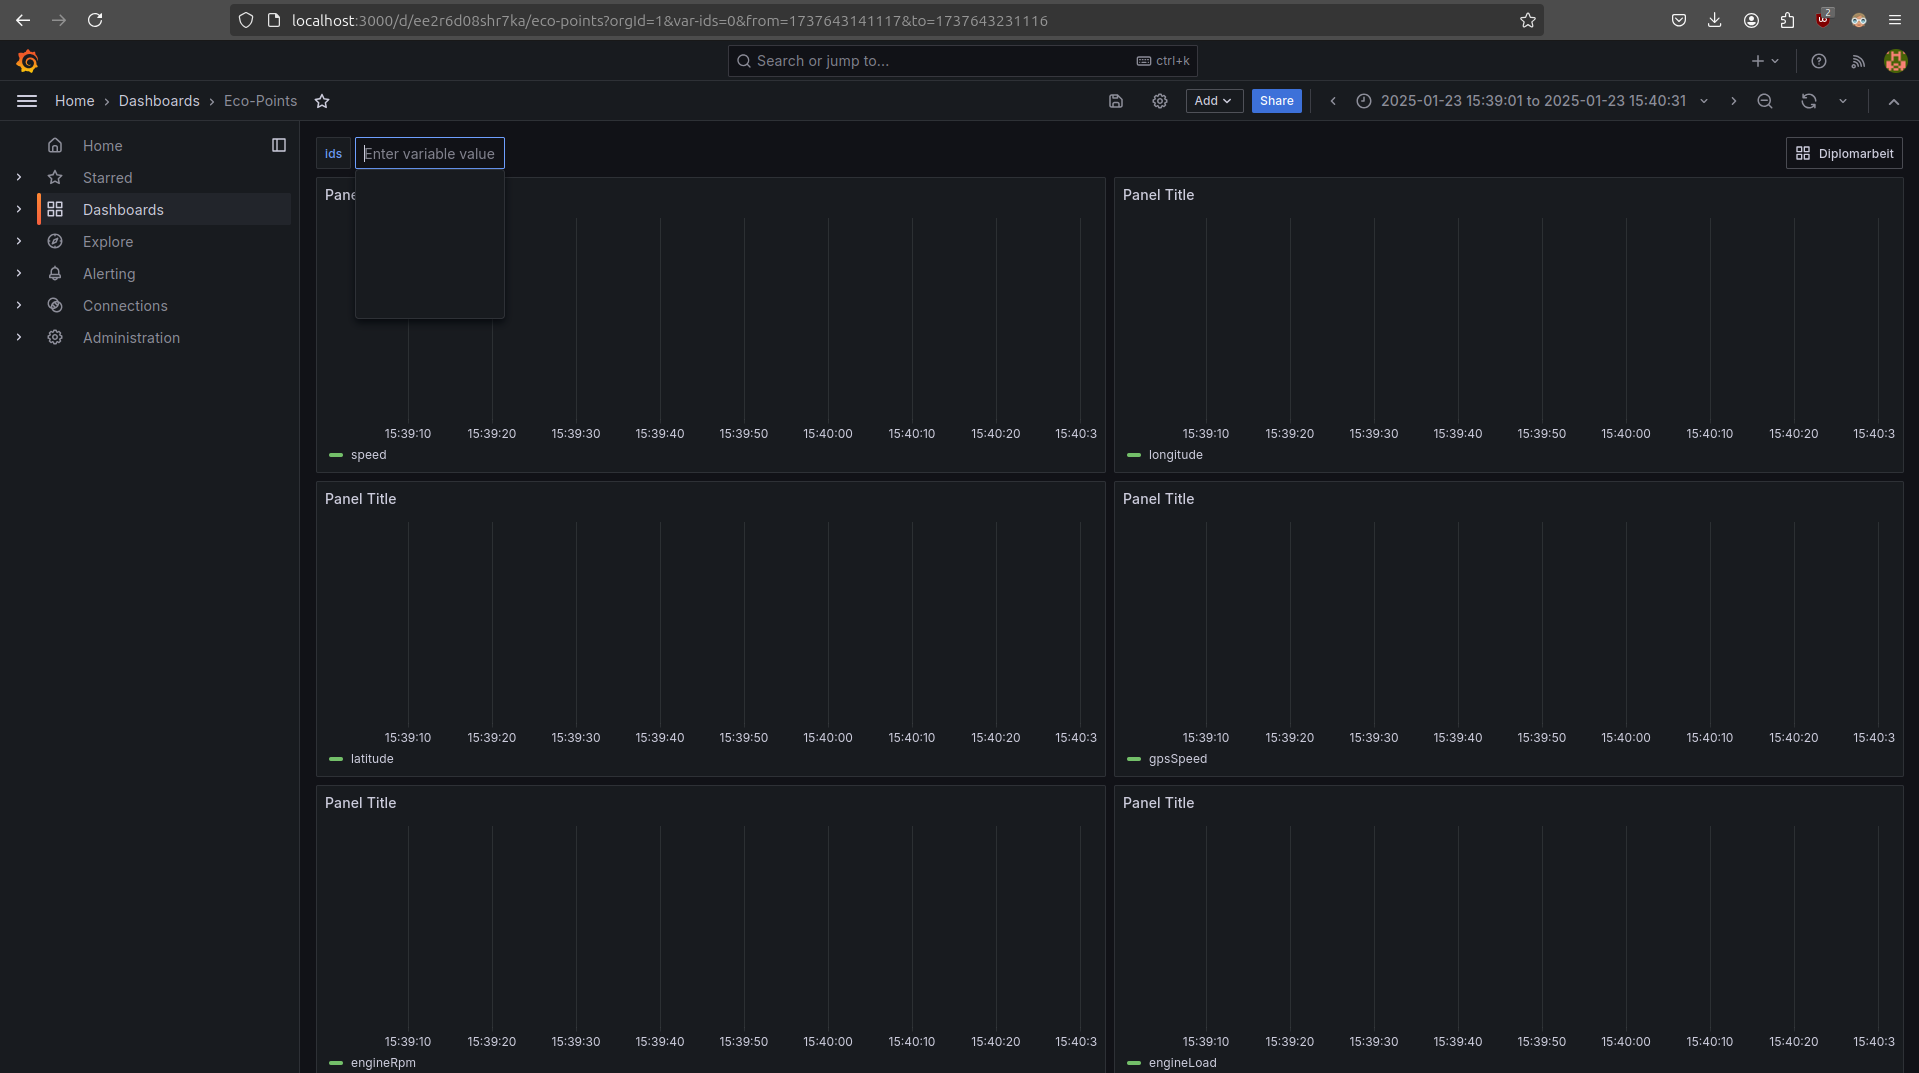 localhost:3000/d/ee2r6d08shr7ka/eco-points?orgId=1&var-ids=0&from=1737643141117&to=1737643231116
2
Search or jump to...
ctrl+k
Home › Dashboards › Eco-Points
Add
Share
2025-01-23 15:39:01 to 2025-01-23 15:40:31
Home
Starred
Dashboards
Explore
Alerting
Connections
Administration
ids
Enter variable value
Diplomarbeit
Pane
15:39:10 15:39:20 15:39:30 15:39:40 15:39:50 15:40:00 15:40:10 15:40:20 15:40:3
speed
Panel Title
15:39:10 15:39:20 15:39:30 15:39:40 15:39:50 15:40:00 15:40:10 15:40:20 15:40:3
longitude
Panel Title
15:39:10 15:39:20 15:39:30 15:39:40 15:39:50 15:40:00 15:40:10 15:40:20 15:40:3
latitude
Panel Title
15:39:10 15:39:20 15:39:30 15:39:40 15:39:50 15:40:00 15:40:10 15:40:20 15:40:3
gpsSpeed
Panel Title
15:39:10 15:39:20 15:39:30 15:39:40 15:39:50 15:40:00 15:40:10 15:40:20 15:40:3
engineRpm
Panel Title
15:39:10 15:39:20 15:39:30 15:39:40 15:39:50 15:40:00 15:40:10 15:40:20 15:40:3
engineLoad